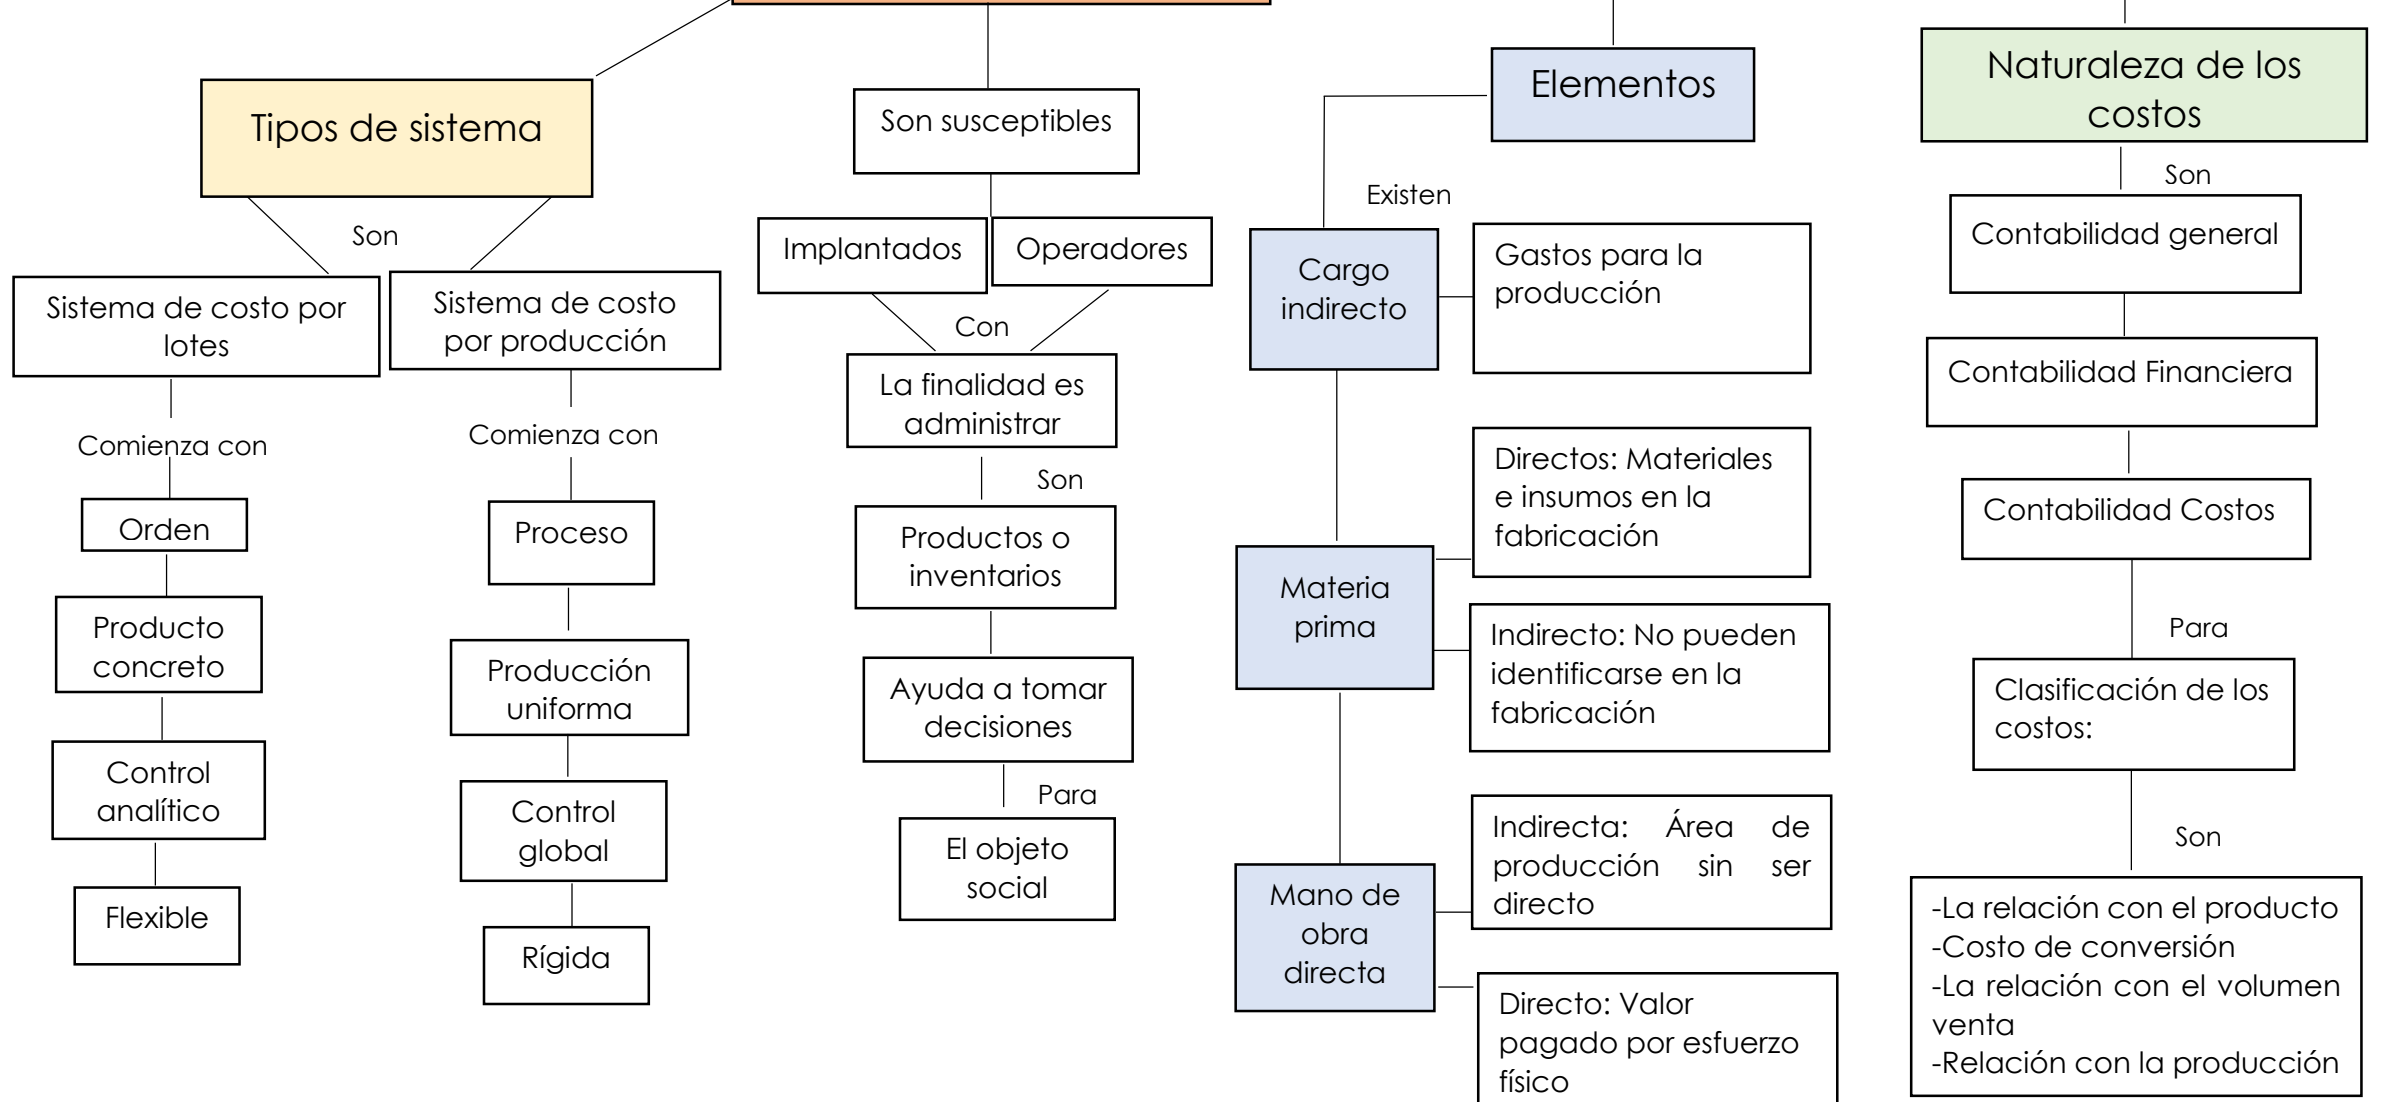 Tipos de sistema
Son
Sistema de costo por
lotes
Comienza con
Orden
Producto
concreto
Control
analítico
Flexible
Sistema de costo
por producción
Comienza con
Proceso
Producción
uniforma
Control
global
Rígida
Son susceptibles
Implantados
Operadores
Con
La finalidad es
administrar
Son
Productos o
inventarios
Ayuda a tomar
decisiones
Para
El objeto
social
Elementos
Existen
Cargo
indirecto
Gastos para la
producción
Materia
prima
Directos: Materiales
e insumos en la
fabricación
Indirecto: No pueden
identificarse en la
fabricación
Mano de
obra
directa
Indirecta: Área de
producción sin ser
directo
Directo: Valor
pagado por esfuerzo
físico
Naturaleza de los
costos
Son
Contabilidad general
Contabilidad Financiera
Contabilidad Costos
Para
Clasificación de los
costos:
Son
-La relación con el producto
-Costo de conversión
-La relación con el volumen
venta
-Relación con la producción